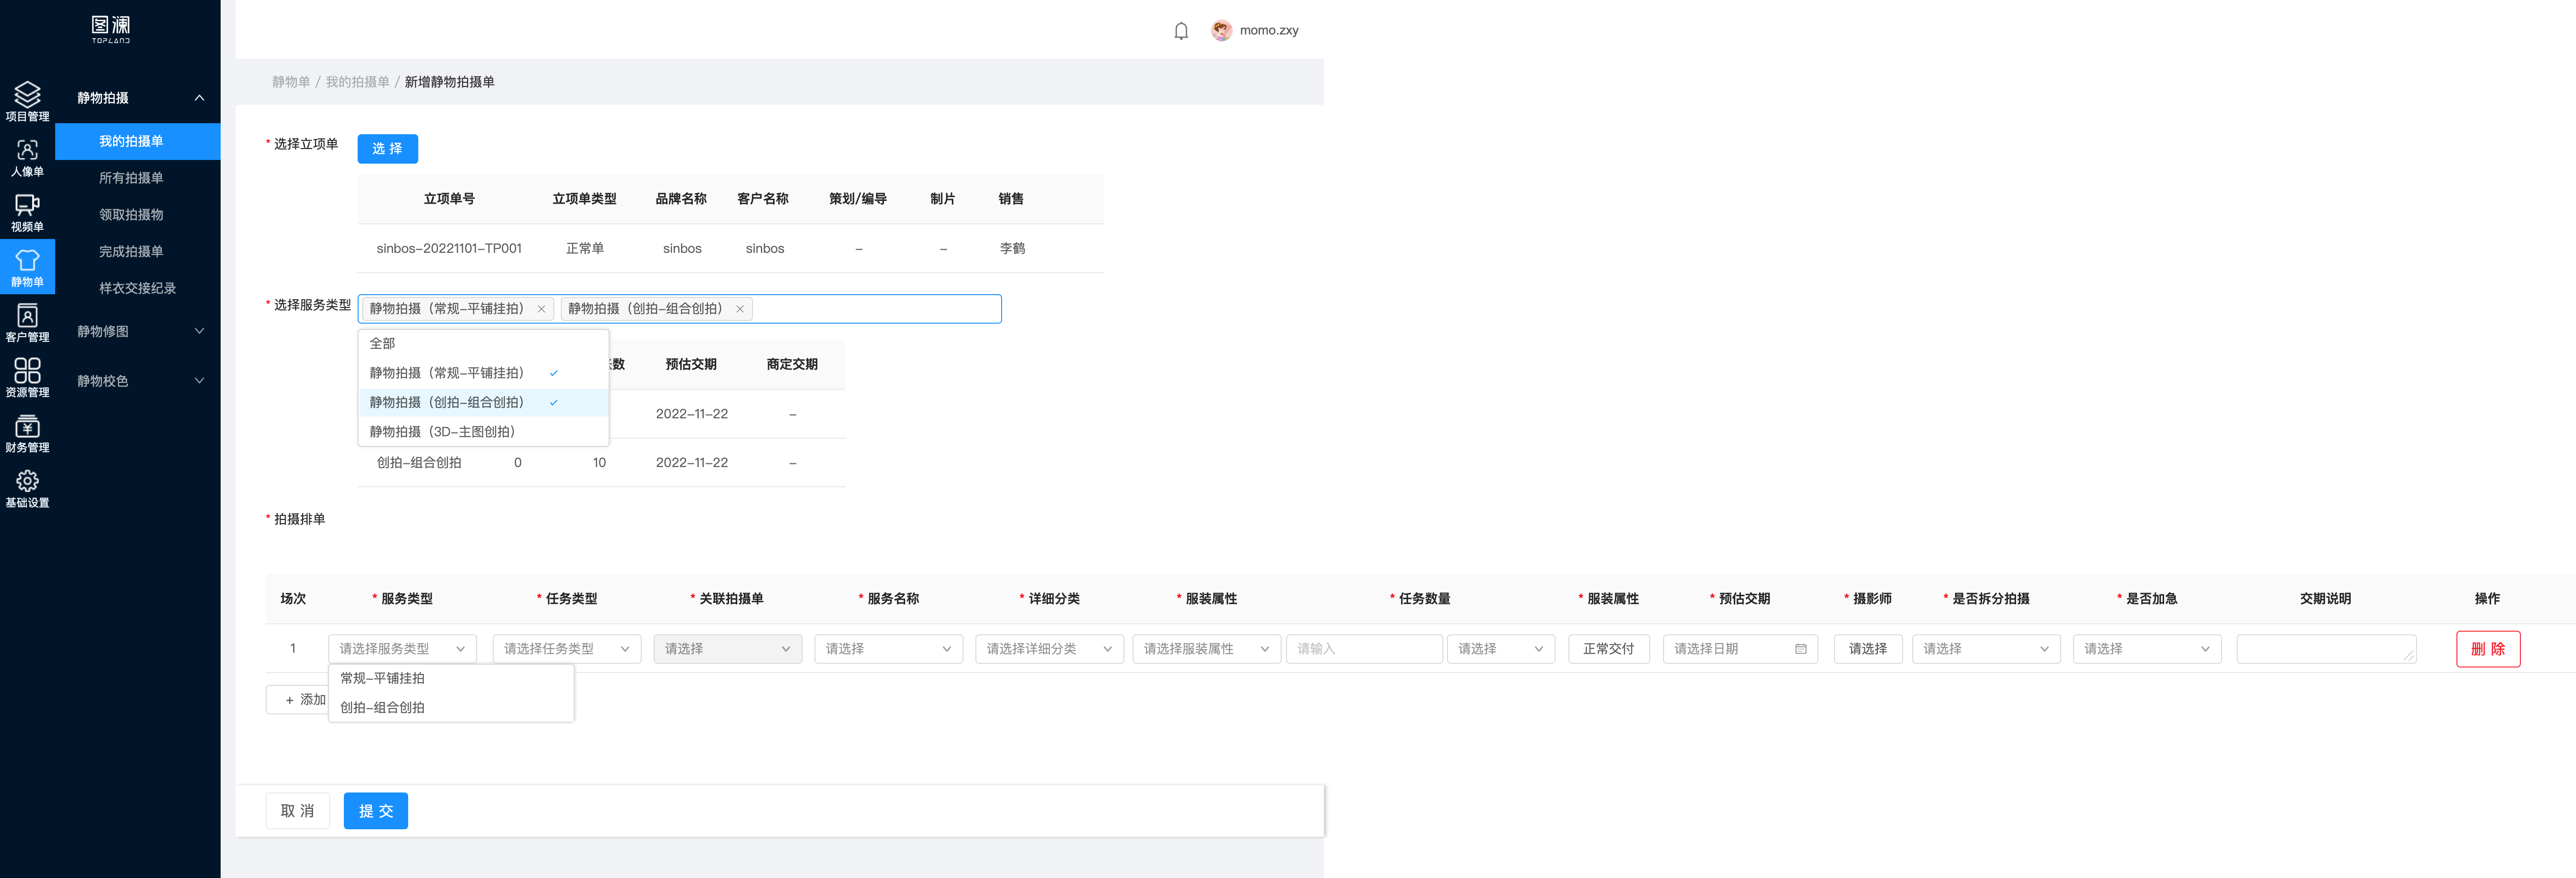 图澜
TOPLAND
momo.zxy
静物单 / 我的拍摄单 / 新增静物拍摄单
项目管理
人像单
视频单
静物单
客户管理
资源管理
财务管理
基础设置
静物拍摄
我的拍摄单
所有拍摄单
领取拍摄物
完成拍摄单
样衣交接纪录
静物修图
静物校色
* 选择立项单
选 择
立项单号 立项单类型 品牌名称 客户名称 策划/编导 制片 销售
sinbos-20221101-TP001 正常单 sinbos sinbos – – 李鹤
* 选择服务类型
静物拍摄（常规-平铺挂拍） 静物拍摄（创拍-组合创拍）
全部
静物拍摄（常规-平铺挂拍）
静物拍摄（创拍-组合创拍）
静物拍摄（3D-主图创拍）
数 预估交期 商定交期
2022-11-22 –
创拍-组合创拍 0 10 2022-11-22 –
* 拍摄排单
场次 * 服务类型 * 任务类型 * 关联拍摄单 * 服务名称 * 详细分类 * 服装属性 * 任务数量 * 服装属性 * 预估交期 * 摄影师 * 是否拆分拍摄 * 是否加急 交期说明 操作
1 请选择服务类型 请选择任务类型 请选择 请选择 请选择详细分类 请选择服装属性 请输入 请选择 正常交付 请选择日期 请选择 请选择 请选择 删 除
常规-平铺挂拍
创拍-组合创拍
+ 添加
取 消 提 交